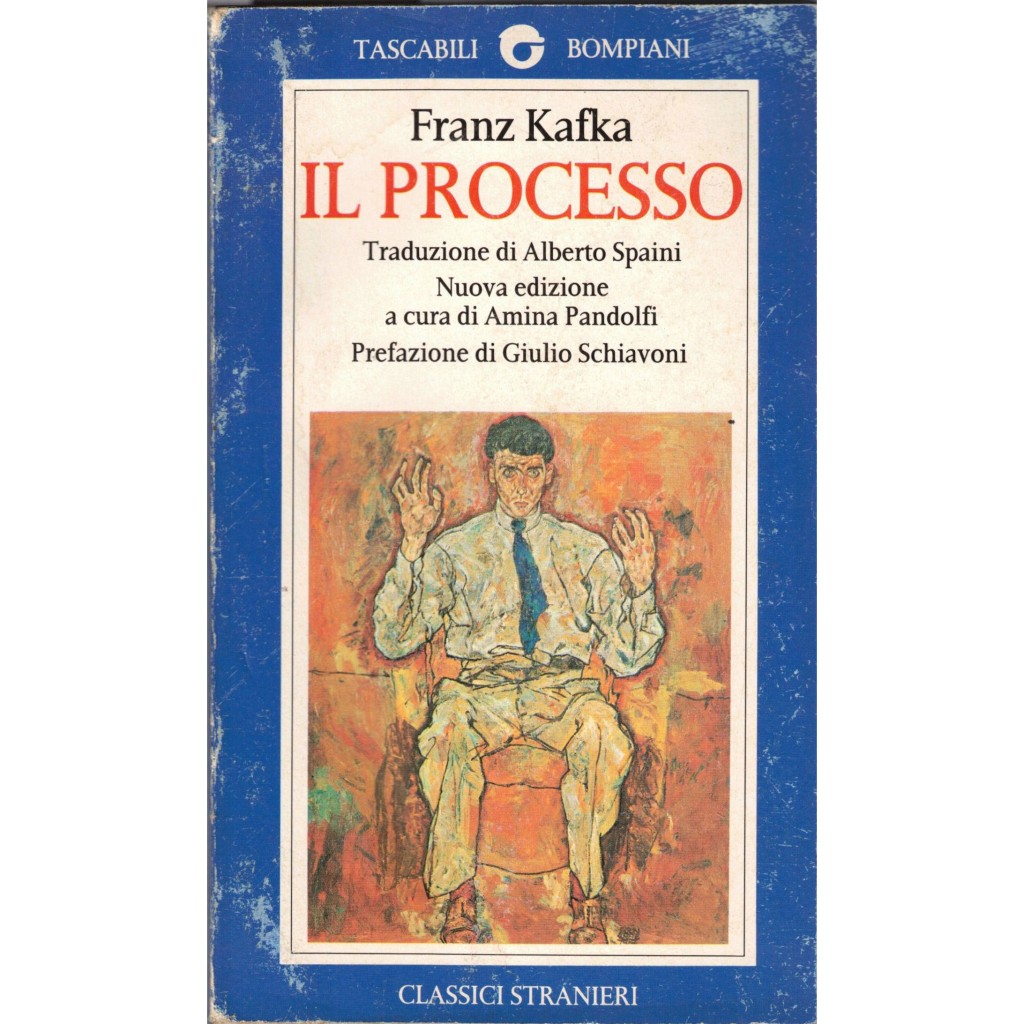 TASCABILI BOMPIANI
Franz Kafka
IL PROCESSO
Traduzione di Alberto Spaini
Nuova edizione
a cura di Amina Pandolfi
Prefazione di Giulio Schiavoni
CLASSICI STRANIERI